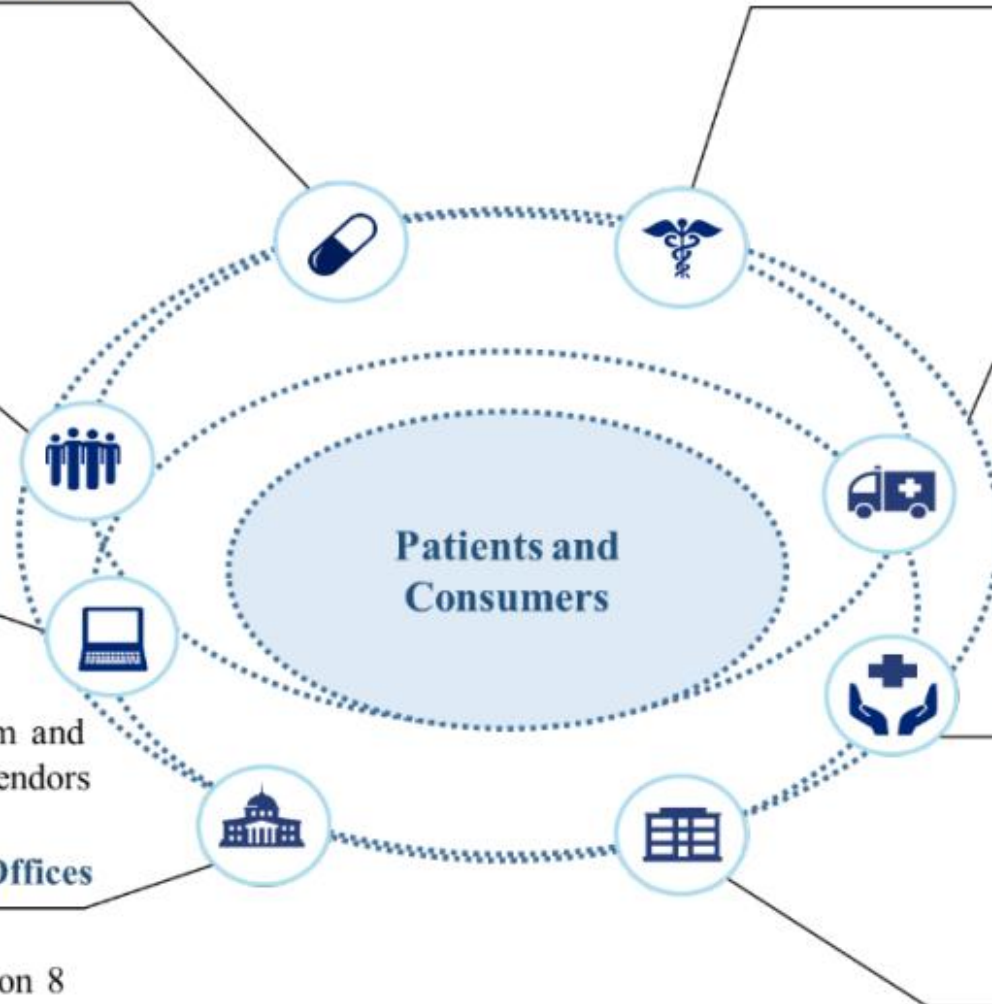 Patients and
Consumers
m and
endors
Offices
on 8